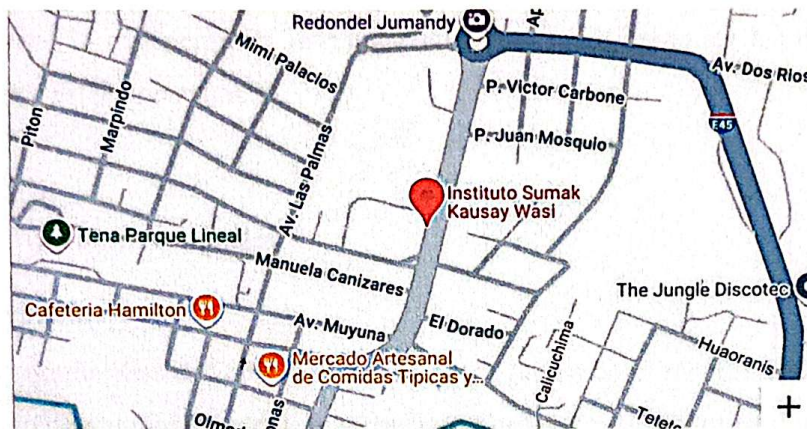 Redondel Jumandy
Mimi Palacios
Av. Dos Rios
P. Victor Carbone
E45
Piton
Marpindo
P. Juan Mosquio
Av. Las Palmas
Instituto Sumak
Kausay Wasi
Tena Parque Lineal
Manuela Canizares
The Jungle Discotec
Cafeteria Hamilton
Av. Muyuna
El Dorado
Huaoranis
Calicuchima
Mercado Artesanal
de Comidas Tipicas y...
+